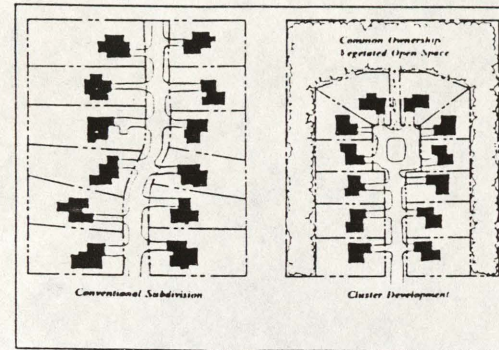 Common Ownership
Vegetated Open Space
Conventional Subdivision
Cluster Development